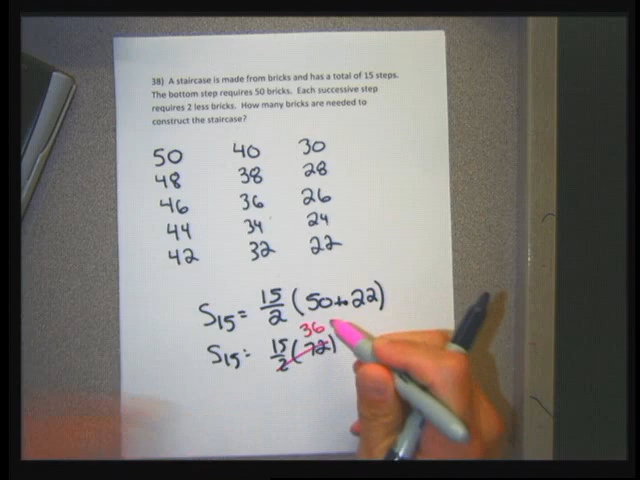 38) A staircase is made from bricks and has a total of 15 steps.
The bottom step requires 50 bricks. Each successive step
requires 2 less bricks. How many bricks are needed to
construct the staircase?
50 40 30
48 38 28
46 36 26
44 34 24
42 32 22
S15 = 15/2 (50+22)
36
S15 = 15/2 (72)